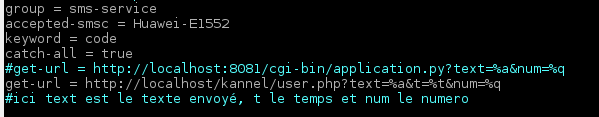 group = sms-service
accepted-smsc = Huawei-E1552
keyword = code
catch-all = true
#get-url = http://localhost:8081/cgi-bin/application.py?text=%a&num=%q
get-url = http://localhost/kannel/user.php?text=%a&t=%t&num=%q
#ici text est le texte envoyé, t le temps et num le numero